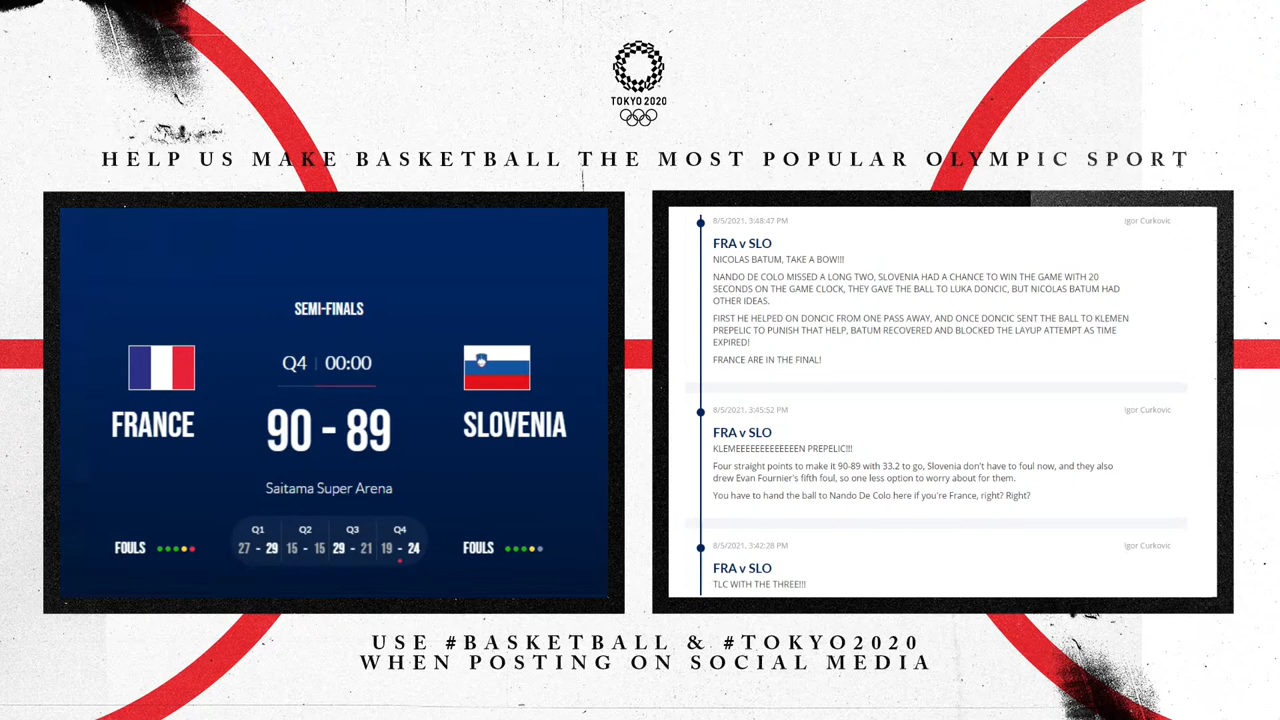 TOKYO 2020
HELP US MAKE BASKETBALL THE MOST POPULAR OLYMPIC SPORT
SEMI-FINALS
Q4 | 00:00
FRANCE
90 - 89
SLOVENIA
Saitama Super Arena
FOULS
Q1 Q2 Q3 Q4
27 - 29 15 - 15 29 - 21 19 - 24
FOULS
8/5/2021, 3:48:47 PM
Igor Curkovic
FRA v SLO
NICOLAS BATUM, TAKE A BOW!!!
NANDO DE COLO MISSED A LONG TWO, SLOVENIA HAD A CHANCE TO WIN THE GAME WITH 20
SECONDS ON THE GAME CLOCK, THEY GAVE THE BALL TO LUKA DONCIC, BUT NICOLAS BATUM HAD
OTHER IDEAS.
FIRST HE HELPED ON DONCIC FROM ONE PASS AWAY, AND ONCE DONCIC SENT THE BALL TO KLEMEN
PREPELIC TO PUNISH THAT HELP, BATUM RECOVERED AND BLOCKED THE LAYUP ATTEMPT AS TIME
EXPIRED!
FRANCE ARE IN THE FINAL!
8/5/2021, 3:45:52 PM
Igor Curkovic
FRA v SLO
KLEMEEEEEEEEEEEEN PREPELIC!!!
Four straight points to make it 90-89 with 33.2 to go, Slovenia don't have to foul now, and they also
drew Evan Fournier's fifth foul, so one less option to worry about for them.
You have to hand the ball to Nando De Colo here if you're France, right? Right?
8/5/2021, 3:42:28 PM
Igor Curkovic
FRA v SLO
TLC WITH THE THREE!!!
USE #BASKETBALL & #TOKYO2020
WHEN POSTING ON SOCIAL MEDIA